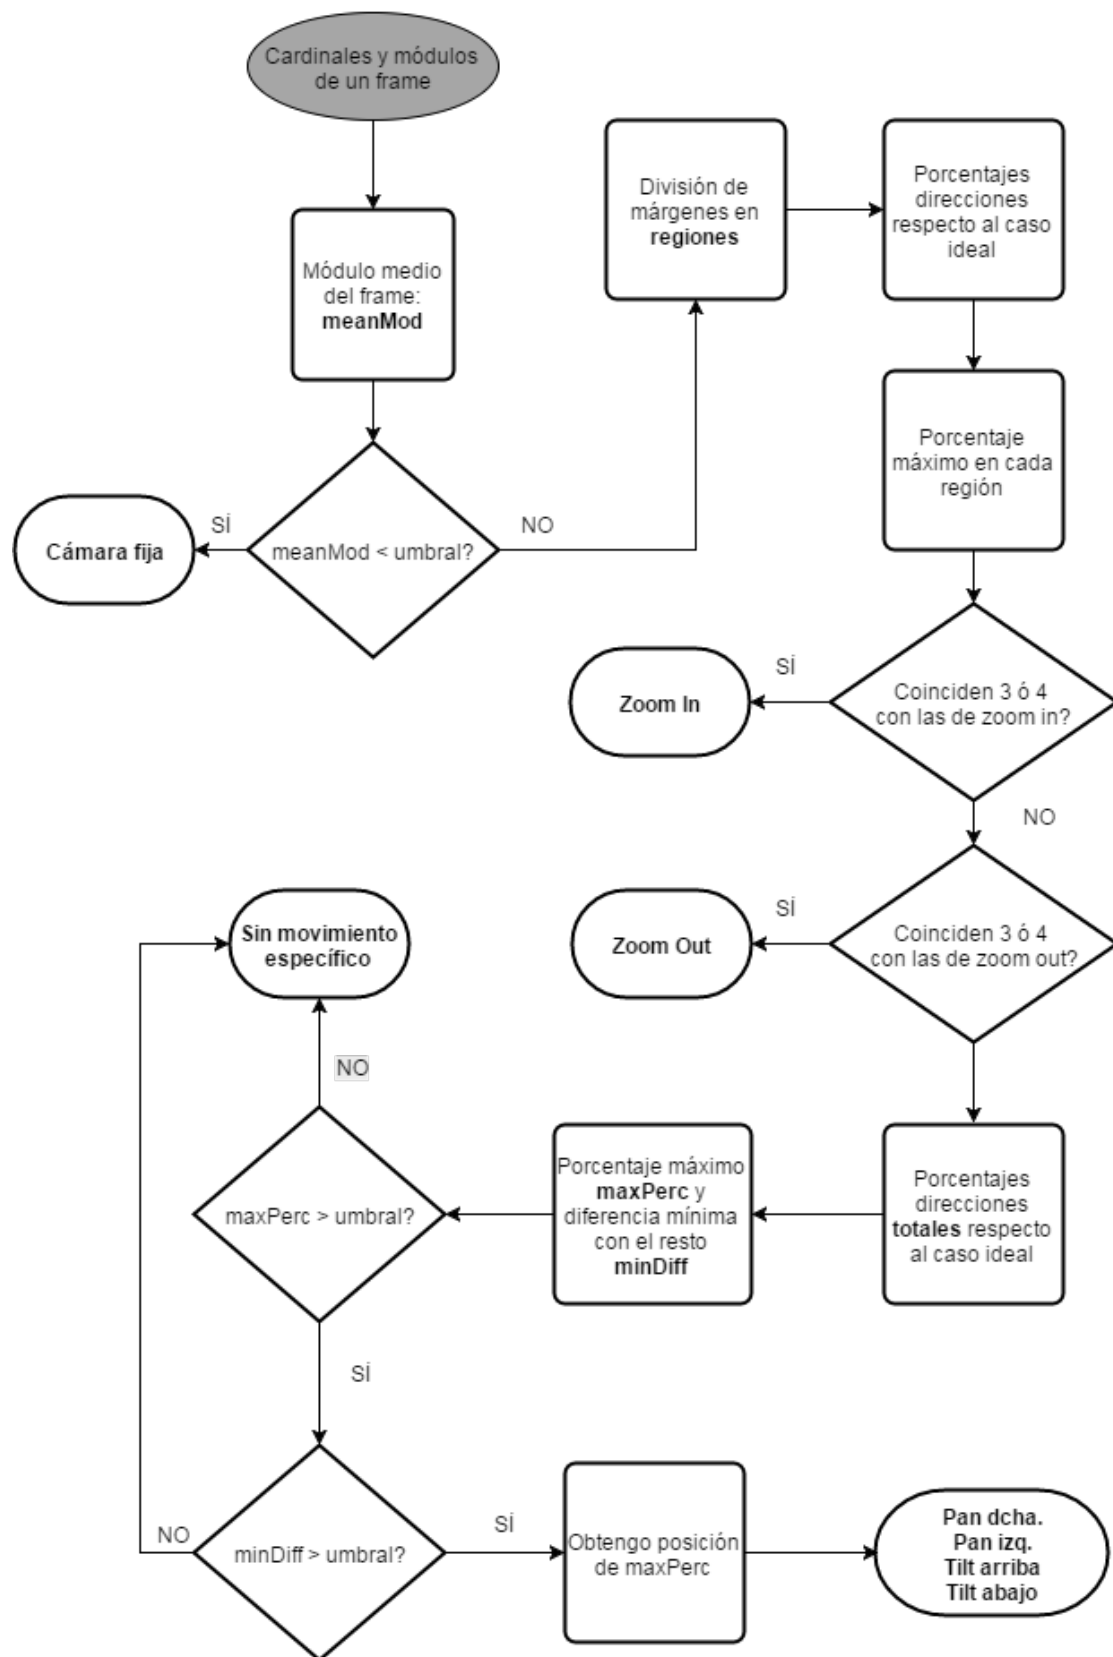 Cardinales y módulos
de un frame
Módulo medio
del frame:
meanMod
meanMod < umbral?
SÍ
Cámara fija
NO
División de
márgenes en
regiones
Porcentajes
direcciones
respecto al caso
ideal
Porcentaje
máximo en cada
región
Coinciden 3 ó 4
con las de zoom in?
SÍ
Zoom In
NO
Coinciden 3 ó 4
con las de zoom out?
SÍ
Zoom Out
Porcentajes
direcciones
totales respecto
al caso ideal
Porcentaje máximo
maxPerc y
diferencia mínima
con el resto
minDiff
maxPerc > umbral?
NO
Sin movimiento
específico
SÍ
minDiff > umbral?
NO
SÍ
Obtengo posición
de maxPerc
Pan dcha.
Pan izq.
Tilt arriba
Tilt abajo